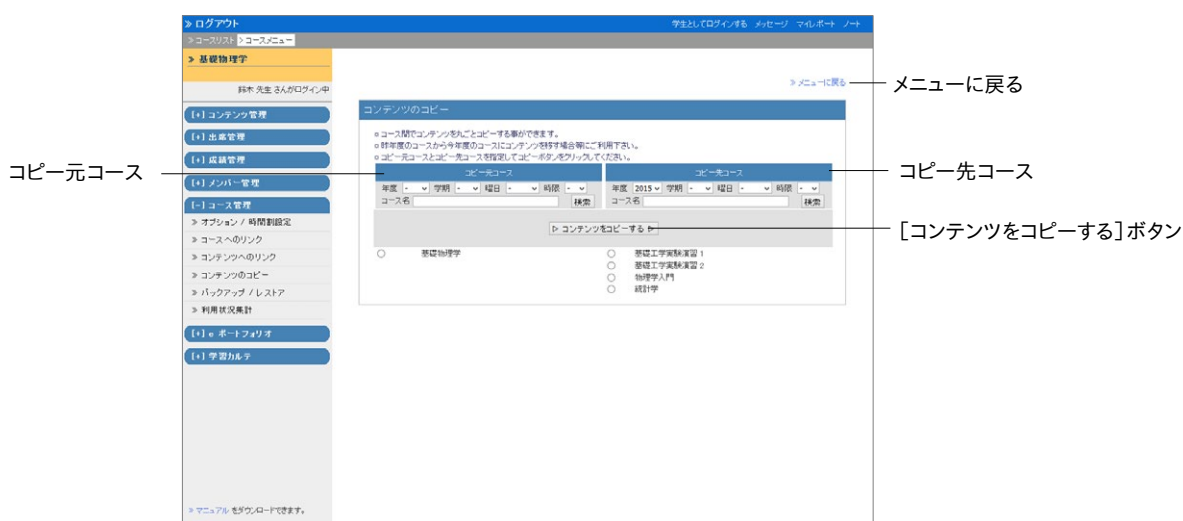 » ログアウト 学生としてログインする メッセージ マイレポート ノート
» コースリスト > コースメニュー
» 基礎物理学
» メニューに戻る メニューに戻る
鈴木 先生 さんがログイン中
[+] コンテンツ管理
[+] 出席管理
[+] 成績管理
[+] メンバー管理
[-] コース管理
» オプション / 時間割設定
» コースへのリンク
» コンテンツへのリンク
» コンテンツのコピー
» バックアップ / レストア
» 利用状況集計
[+] e ポートフォリオ
[+] 学習カルテ
» マニュアル をダウンロードできます。
コンテンツのコピー
コース間でコンテンツを丸ごとコピーする事ができます。
昨年度のコースから今年度のコースにコンテンツを移す場合等にご利用下さい。
コピー元コースとコピー先コースを指定してコピーボタンをクリックしてください。
コピー元コース コピー元コース コピー先コース コピー先コース
年度 - 学期 - 曜日 - 時限 - 年度 2015 学期 - 曜日 - 時限 -
コース名 検索 コース名 検索
▷ コンテンツをコピーする ▷ [コンテンツをコピーする]ボタン
基礎物理学 基礎工学実験演習 1
基礎工学実験演習 2
物理学入門
統計学